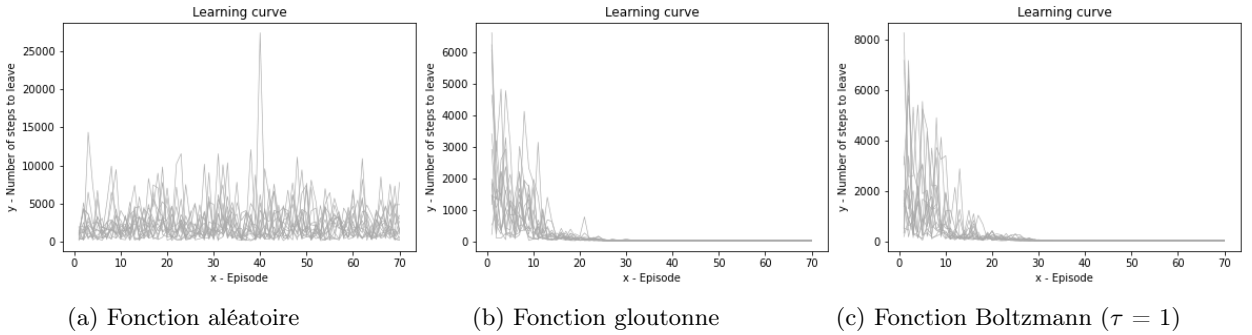 Learning curve
y - Number of steps to leave
25000
20000
15000
10000
5000
0
0 10 20 30 40 50 60 70
x - Episode
(a) Fonction aléatoire
Learning curve
y - Number of steps to leave
6000
5000
4000
3000
2000
1000
0
0 10 20 30 40 50 60 70
x - Episode
(b) Fonction gloutonne
Learning curve
y - Number of steps to leave
8000
6000
4000
2000
0
0 10 20 30 40 50 60 70
x - Episode
(c) Fonction Boltzmann (τ = 1)